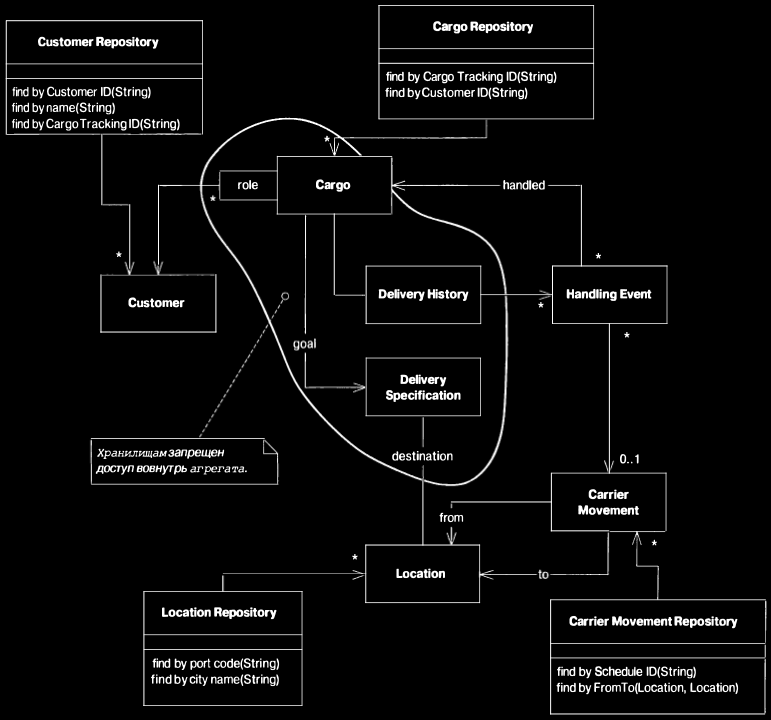 Customer Repository
find by Customer ID(String)
find by name(String)
find by Cargo Tracking ID(String)
Cargo Repository
find by Cargo Tracking ID(String)
find by Customer ID(String)
*
role
*
Cargo
handled
*
*
Customer
Delivery History
*
Handling Event
*
goal
Delivery
Specification
Хранилищам запрещен
доступ вовнутрь агрегата.
destination
0..1
Carrier
Movement
from
*
Location
to
*
Location Repository
find by port code(String)
find by city name(String)
Carrier Movement Repository
find by Schedule ID(String)
find by FromTo(Location, Location)